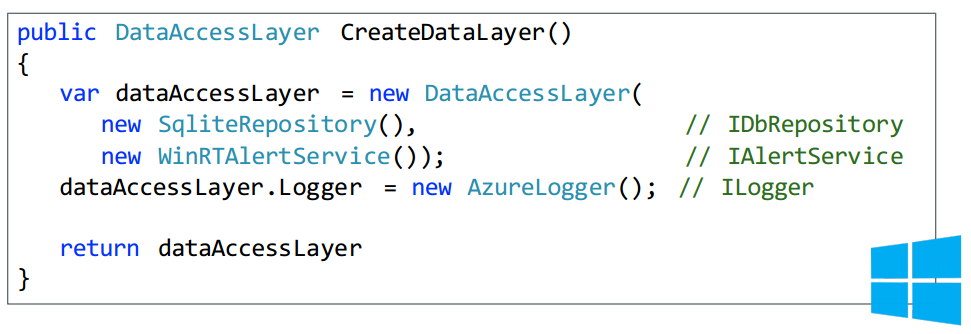 public DataAccessLayer CreateDataLayer()
{
var dataAccessLayer = new DataAccessLayer(
new SqliteRepository(), // IDbRepository
new WinRTAlertService()); // IAlertService
dataAccessLayer.Logger = new AzureLogger(); // ILogger
return dataAccessLayer
}